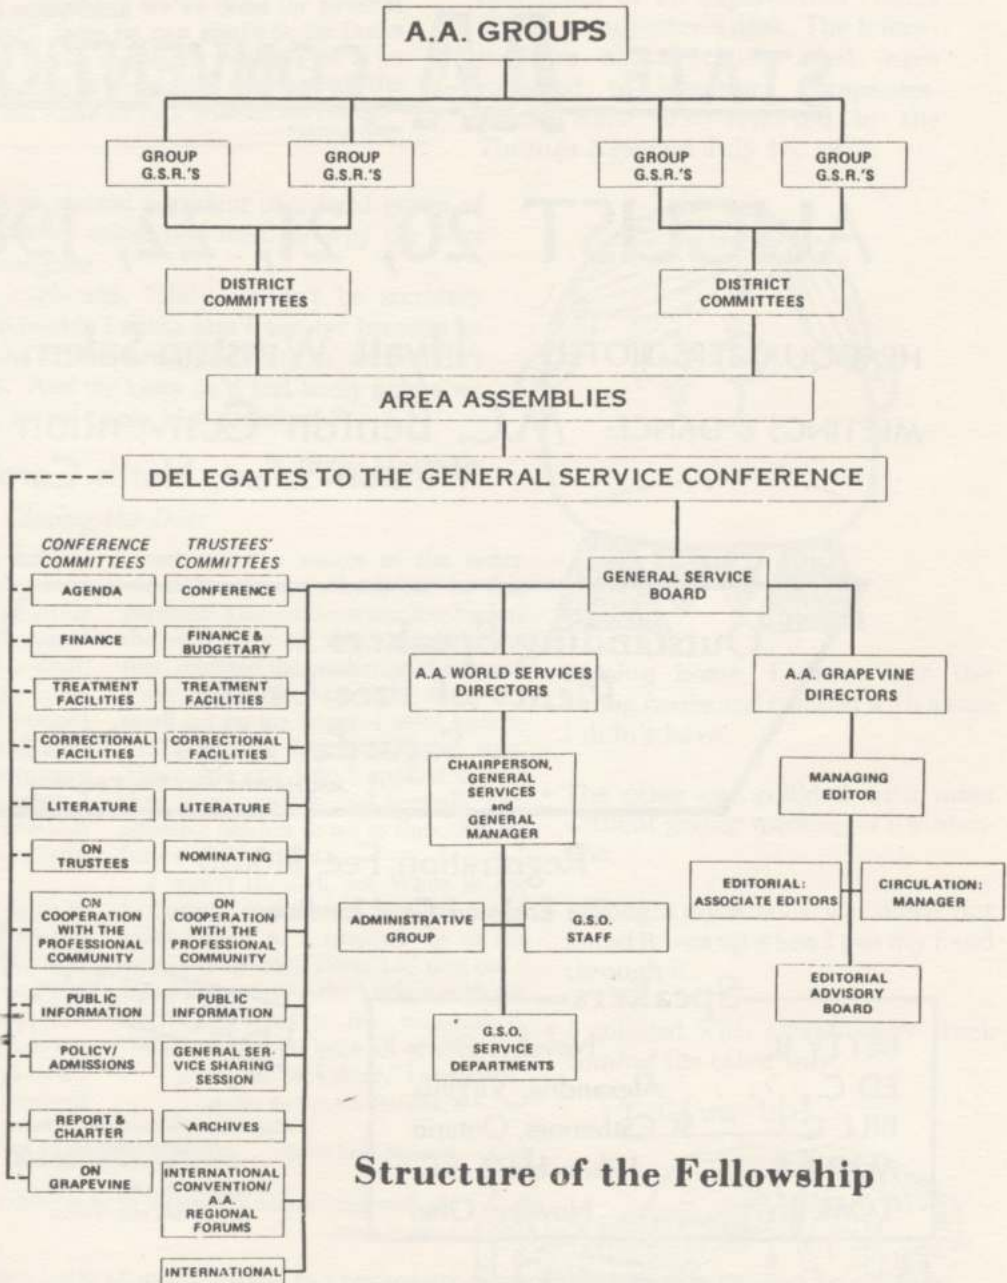 A.A. GROUPS
GROUP
G.S.R.'S
GROUP
G.S.R.'S
GROUP
G.S.R.'S
GROUP
G.S.R.'S
DISTRICT
COMMITTEES
DISTRICT
COMMITTEES
AREA ASSEMBLIES
DELEGATES TO THE GENERAL SERVICE CONFERENCE
CONFERENCE
COMMITTEES
AGENDA
FINANCE
TREATMENT
FACILITIES
CORRECTIONAL
FACILITIES
LITERATURE
ON
TRUSTEES
ON
COOPERATION
WITH THE
PROFESSIONAL
COMMUNITY
PUBLIC
INFORMATION
POLICY/
ADMISSIONS
REPORT &
CHARTER
ON
GRAPEVINE
TRUSTEES'
COMMITTEES
CONFERENCE
FINANCE &
BUDGETARY
TREATMENT
FACILITIES
CORRECTIONAL
FACILITIES
LITERATURE
NOMINATING
ON
COOPERATION
WITH THE
PROFESSIONAL
COMMUNITY
PUBLIC
INFORMATION
GENERAL SER-
VICE SHARING
SESSION
ARCHIVES
INTERNATIONAL
CONVENTION/
A.A.
REGIONAL
FORUMS
INTERNATIONAL
GENERAL SERVICE
BOARD
A.A. WORLD SERVICES
DIRECTORS
CHAIRPERSON,
GENERAL
SERVICES
and
GENERAL
MANAGER
ADMINISTRATIVE
GROUP
G.S.O.
STAFF
G.S.O.
SERVICE
DEPARTMENTS
A.A. GRAPEVINE
DIRECTORS
MANAGING
EDITOR
EDITORIAL:
ASSOCIATE EDITORS
CIRCULATION:
MANAGER
EDITORIAL
ADVISORY
BOARD
Structure of the Fellowship